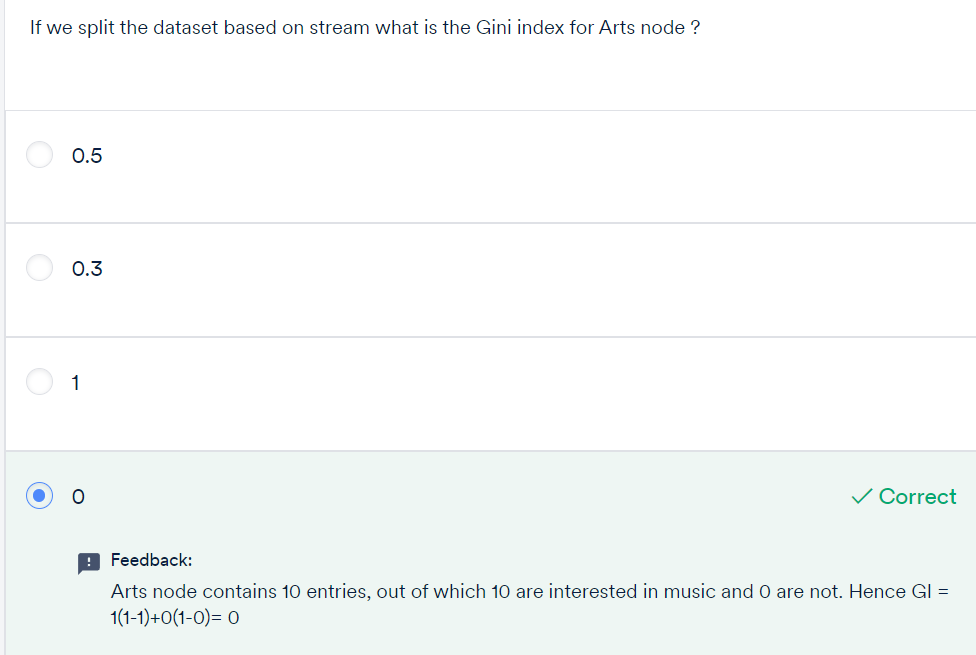 If we split the dataset based on stream what is the Gini index for Arts node ?
0.5
0.3
1
0
Correct
Feedback:
Arts node contains 10 entries, out of which 10 are interested in music and 0 are not. Hence GI =
1(1-1)+0(1-0)= 0